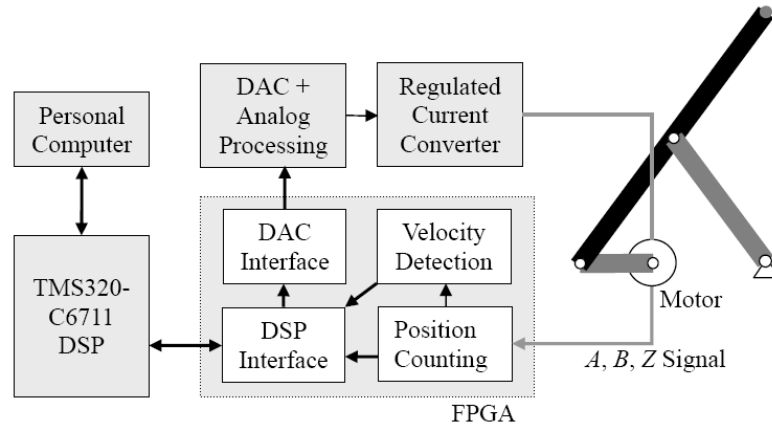 Personal
Computer
DAC +
Analog
Processing
Regulated
Current
Converter
TMS320-
C6711
DSP
DAC
Interface
Velocity
Detection
DSP
Interface
Position
Counting
FPGA
Motor
A, B, Z Signal